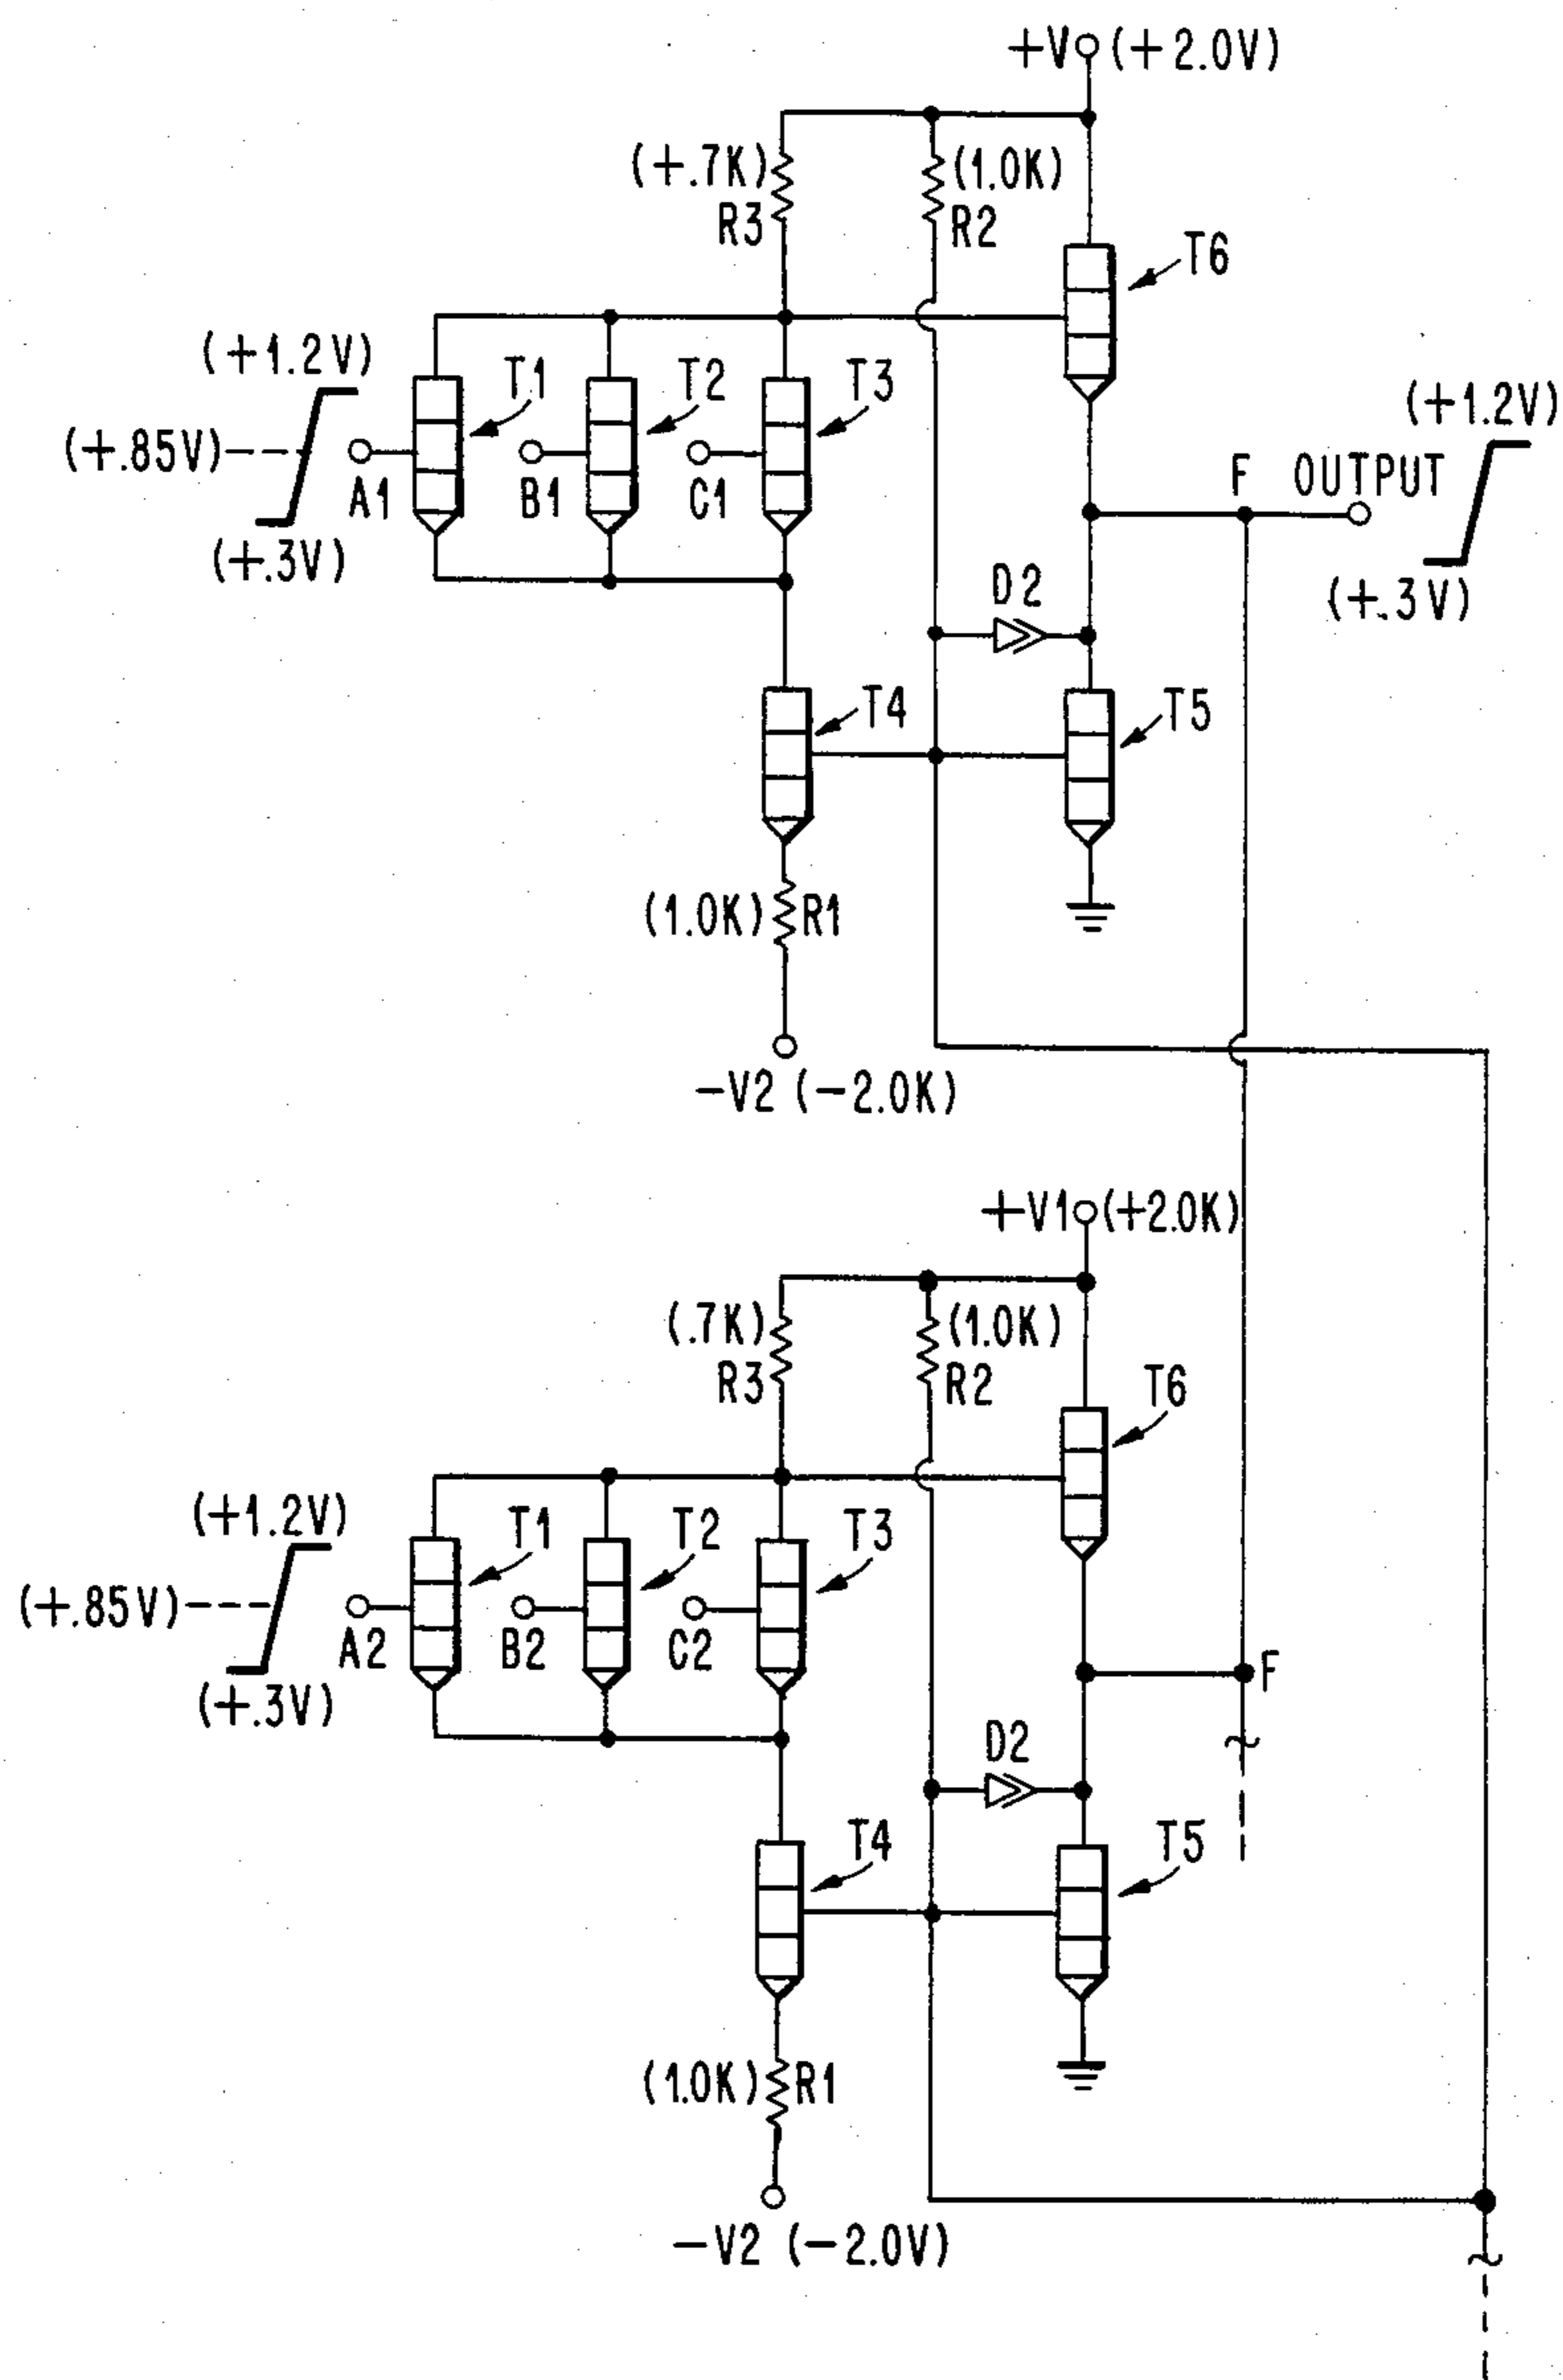 +V (+2.0V)
(+.7K)
R3
(1.0K)
R2
T6
(+1.2V)
(+.85V)
(+.3V)
A1
T1
B1
T2
C1
T3
(+1.2V)
F OUTPUT
(+.3V)
D2
T4
T5
(1.0K) R1
-V2 (-2.0K)
+V1 (+2.0K)
(.7K)
R3
(1.0K)
R2
T6
(+1.2V)
(+.85V)
(+.3V)
A2
T1
B2
T2
C2
T3
F
D2
T4
T5
(1.0K) R1
-V2 (-2.0V)